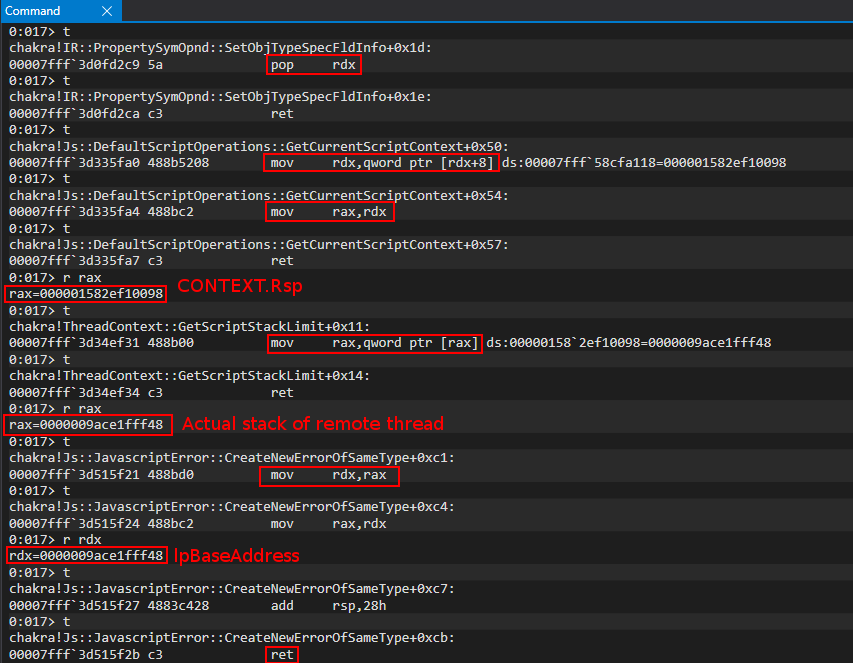 Command ×
0:017> t
chakra!IR::PropertySymOpnd::SetObjTypeSpecFldInfo+0x1d:
00007fff`3d0fd2c9 5a pop rdx
0:017> t
chakra!IR::PropertySymOpnd::SetObjTypeSpecFldInfo+0x1e:
00007fff`3d0fd2ca c3 ret
0:017> t
chakra!Js::DefaultScriptOperations::GetCurrentScriptContext+0x50:
00007fff`3d335fa0 488b5208 mov rdx,qword ptr [rdx+8] ds:00007fff`58cfa118=000001582ef10098
0:017> t
chakra!Js::DefaultScriptOperations::GetCurrentScriptContext+0x54:
00007fff`3d335fa4 488bc2 mov rax,rdx
0:017> t
chakra!Js::DefaultScriptOperations::GetCurrentScriptContext+0x57:
00007fff`3d335fa7 c3 ret
0:017> r rax
rax=000001582ef10098 CONTEXT.Rsp
0:017> t
chakra!ThreadContext::GetScriptStackLimit+0x11:
00007fff`3d34ef31 488b00 mov rax,qword ptr [rax] ds:00000158`2ef10098=0000009ace1fff48
0:017> t
chakra!ThreadContext::GetScriptStackLimit+0x14:
00007fff`3d34ef34 c3 ret
0:017> r rax
rax=0000009ace1fff48 Actual stack of remote thread
0:017> t
chakra!Js::JavascriptError::CreateNewErrorOfSameType+0xc1:
00007fff`3d515f21 488bd0 mov rdx,rax
0:017> t
chakra!Js::JavascriptError::CreateNewErrorOfSameType+0xc4:
00007fff`3d515f24 488bc2 mov rax,rdx
0:017> r rdx
rdx=0000009ace1fff48 lpBaseAddress
0:017> t
chakra!Js::JavascriptError::CreateNewErrorOfSameType+0xc7:
00007fff`3d515f27 4883c428 add rsp,28h
0:017> t
chakra!Js::JavascriptError::CreateNewErrorOfSameType+0xcb:
00007fff`3d515f2b c3 ret